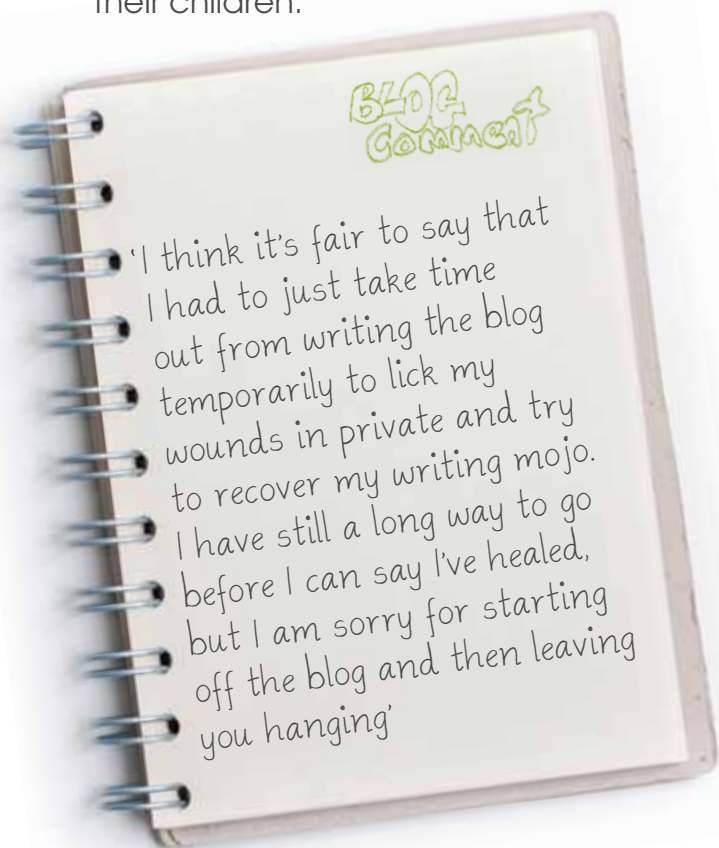 their children.
BLOG
Comment
‘I think it’s fair to say that
I had to just take time
out from writing the blog
temporarily to lick my
wounds in private and try
to recover my writing mojo.
I have still a long way to go
before I can say I’ve healed,
but I am sorry for starting
off the blog and then leaving
you hanging’